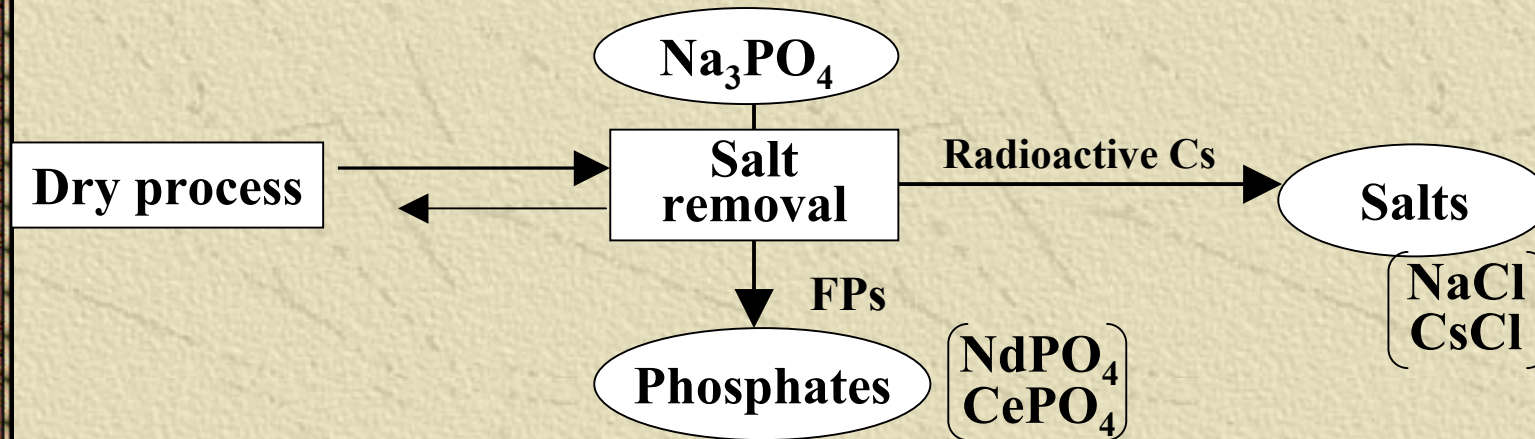 Na₃PO₄
Dry process
Salt
removal
Radioactive Cs
Salts
NaCl
CsCl
FPs
Phosphates
NdPO₄
CePO₄